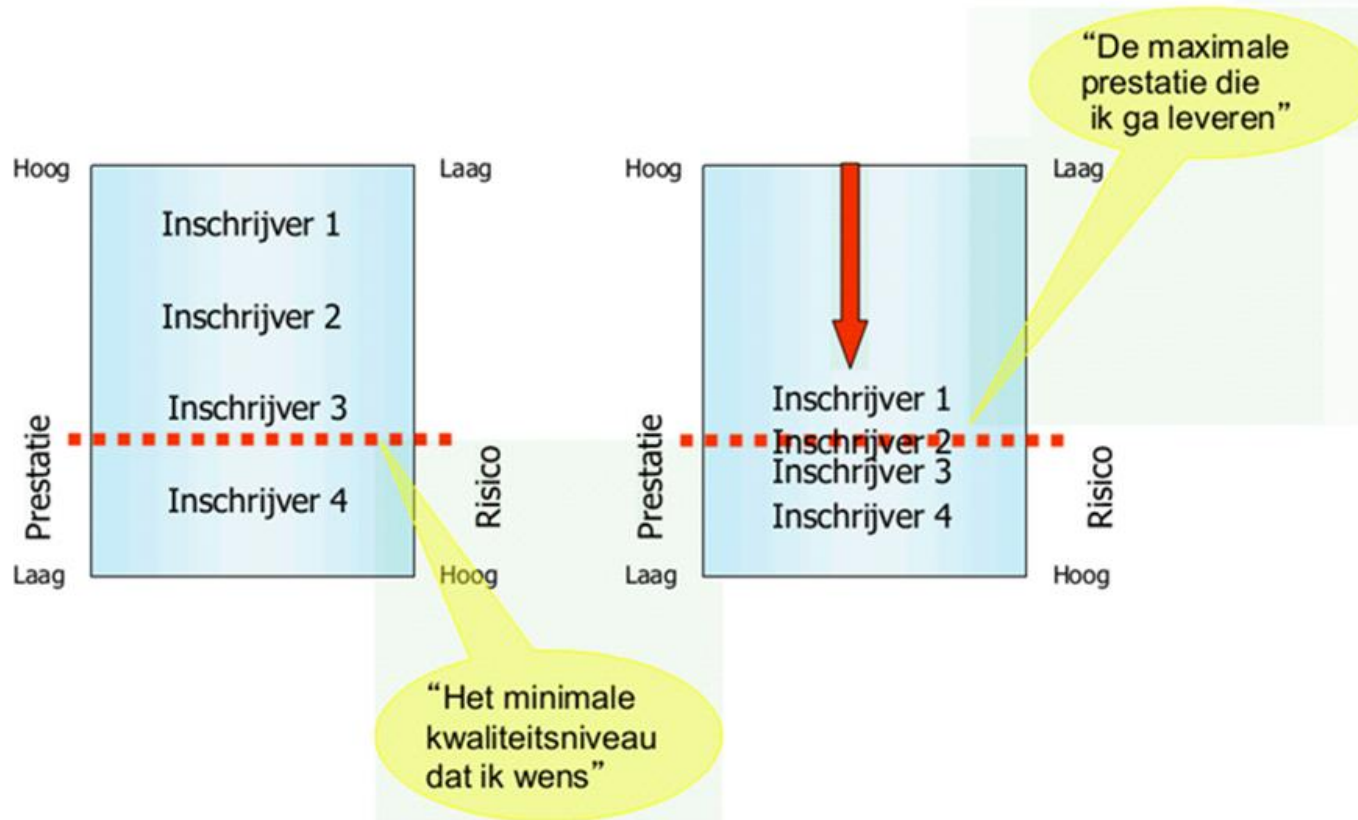 “De maximale
prestatie die
ik ga leveren”
Hoog
Laag
Inschrijver 1
Inschrijver 2
Inschrijver 3
Inschrijver 4
Prestatie
Risico
Laag
Hoog
Hoog
Laag
Inschrijver 1
Inschrijver 2
Inschrijver 3
Inschrijver 4
Prestatie
Risico
Laag
Hoog
“Het minimale
kwaliteitsniveau
dat ik wens”